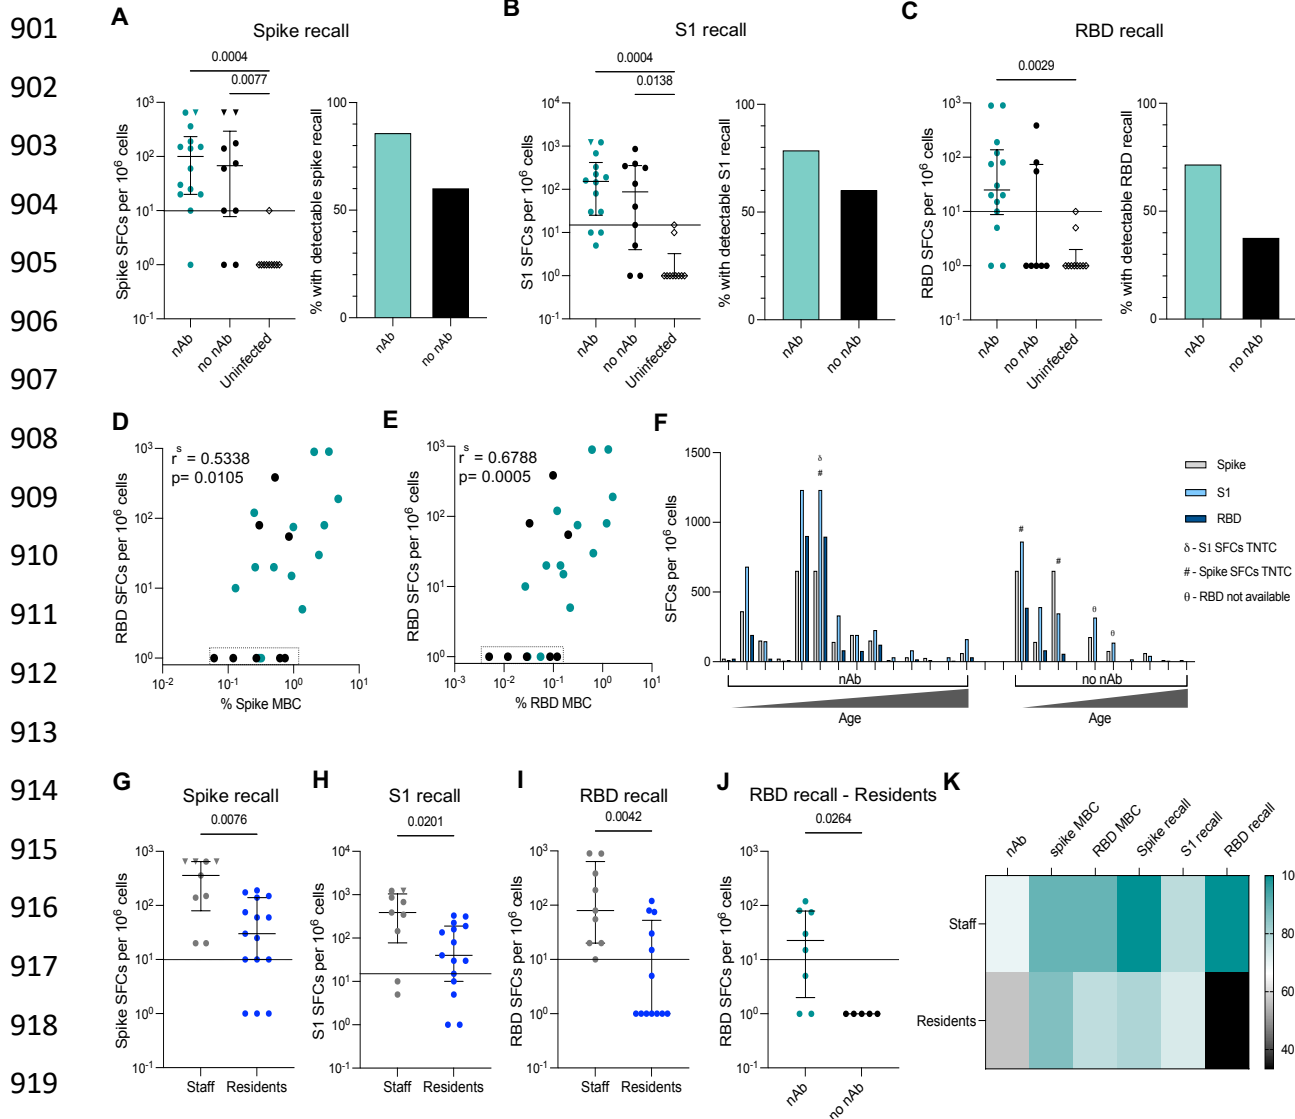 901
902
903
904
905
906
907
908
909
910
911
912
913
914
915
916
917
918
919
A
Spike recall
0.0004
0.0077
Spike SFCs per 10⁶ cells
10³
10²
10¹
10⁰
10⁻¹
nAb
no nAb
Uninfected
% with detectable spike recall
100
50
0
nAb
no nAb
B
S1 recall
0.0004
0.0138
S1 SFCs per 10⁶ cells
10⁴
10³
10²
10¹
10⁰
10⁻¹
nAb
no nAb
Uninfected
% with detectable S1 recall
100
50
0
nAb
no nAb
C
RBD recall
0.0029
RBD SFCs per 10⁶ cells
10³
10²
10¹
10⁰
10⁻¹
nAb
no nAb
Uninfected
% with detectable RBD recall
100
50
0
nAb
no nAb
D
rˢ = 0.5338
p= 0.0105
RBD SFCs per 10⁶ cells
10³
10²
10¹
10⁰
10⁻²
10⁻¹
10⁰
10¹
% Spike MBC
E
rˢ = 0.6788
p= 0.0005
RBD SFCs per 10⁶ cells
10³
10²
10¹
10⁰
10⁻³
10⁻²
10⁻¹
10⁰
10¹
% RBD MBC
F
SFCs per 10⁶ cells
1500
1000
500
0
δ
#
#
#
θ
θ
nAb
no nAb
Age
Age
Spike
S1
RBD
δ - S1 SFCs TNTC
# - Spike SFCs TNTC
θ - RBD not available
G
Spike recall
0.0076
Spike SFCs per 10⁶ cells
10³
10²
10¹
10⁰
10⁻¹
Staff
Residents
H
S1 recall
0.0201
S1 SFCs per 10⁶ cells
10⁴
10³
10²
10¹
10⁰
10⁻¹
Staff
Residents
I
RBD recall
0.0042
RBD SFCs per 10⁶ cells
10³
10²
10¹
10⁰
10⁻¹
Staff
Residents
J
RBD recall - Residents
0.0264
RBD SFCs per 10⁶ cells
10³
10²
10¹
10⁰
10⁻¹
nAb
no nAb
K
nAb
spike MBC
RBD MBC
Spike recall
S1 recall
RBD recall
Staff
Residents
10
80
60
40